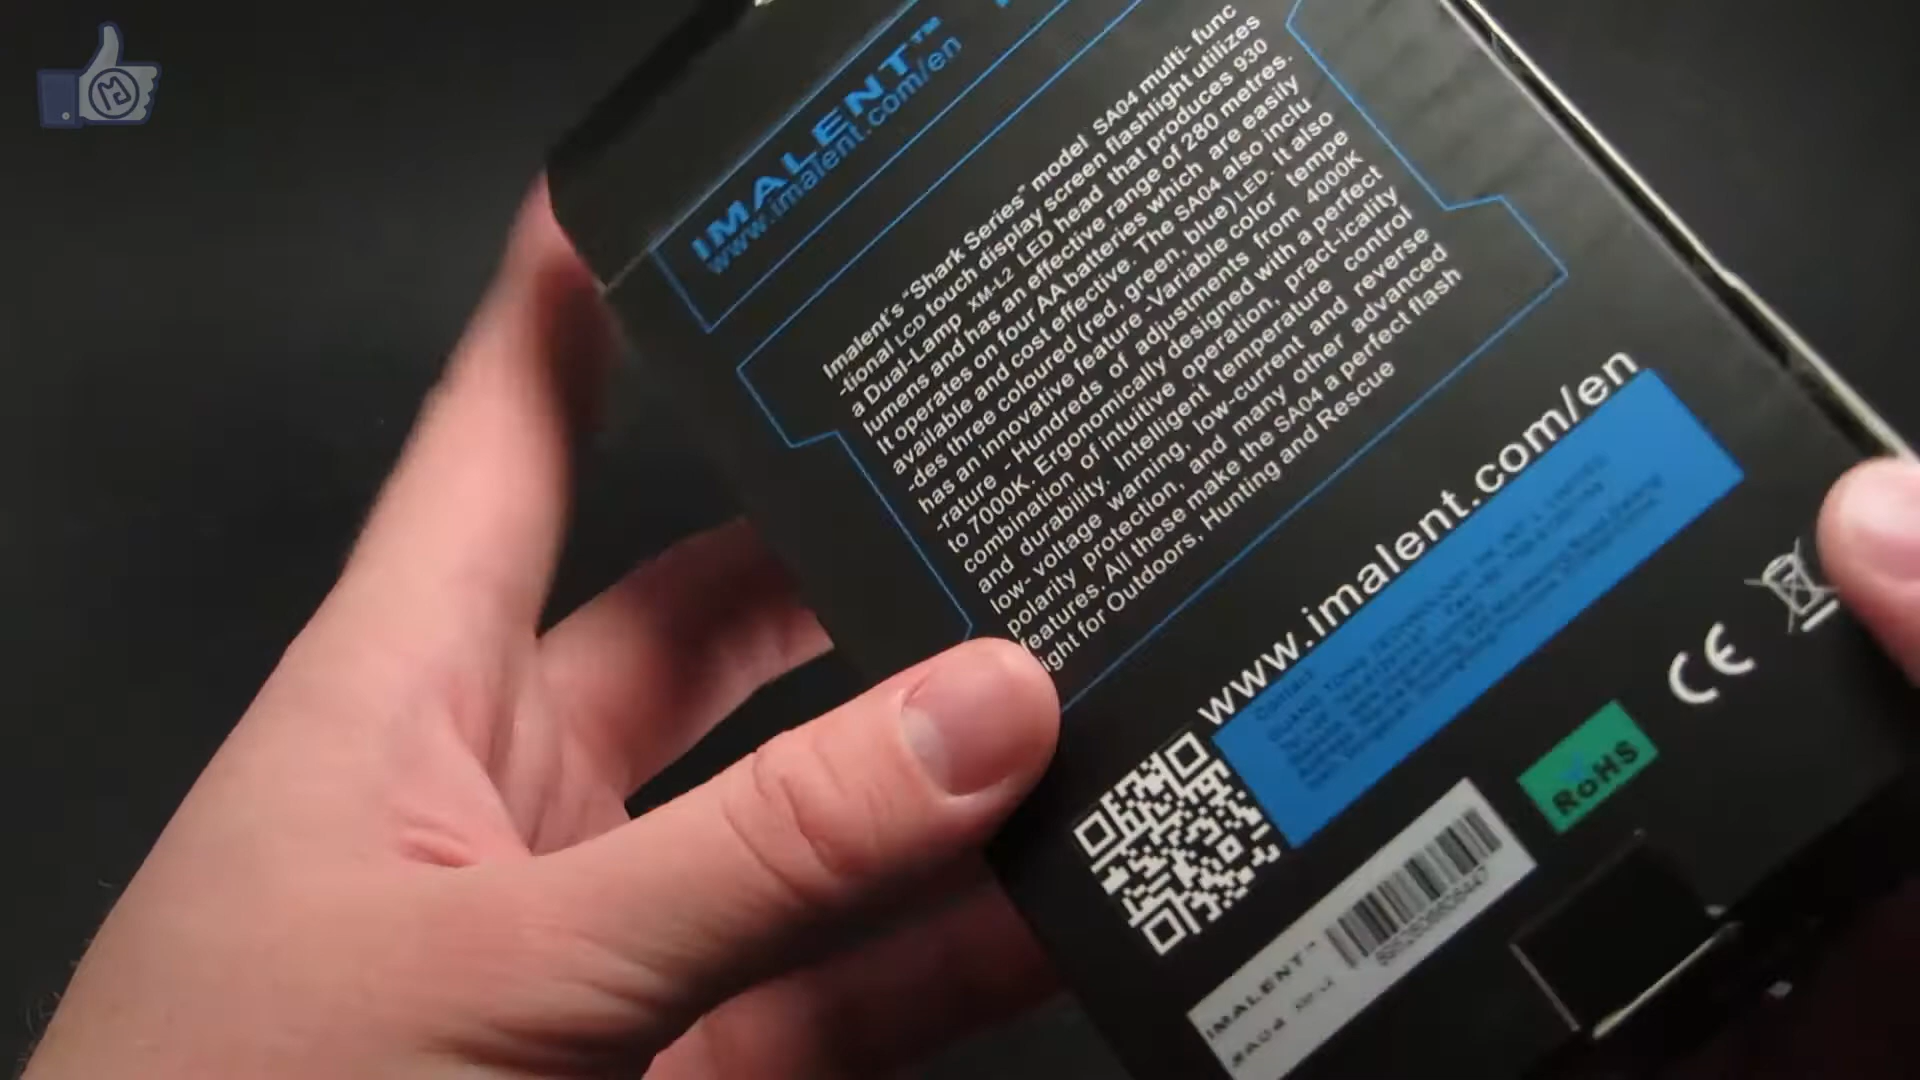 IMALENT™
www.imalent.com/en
Imalent's “Shark Series” model SA04 multi- func
-tional LCD touch display screen flashlight utilizes
a Dual-Lamp XM-L2 LED head that produces 930
lumens and has an effective range of 280 metres.
It operates on four AA batteries which are easily
available and cost effective. The SA04 also inclu
-des three coloured (red, green, blue)LED. It also
has an innovative feature - Variable color tempe
-rature - Hundreds of adjustments from 4000K
to 7000K. Ergonomically designed with a perfect
combination of intuitive operation, pract-icality
and durability. Intelligent temperature control
low- voltage warning, low-current and reverse
polarity protection, and many other advanced
features. All these make the SA04 a perfect flash
ight for Outdoors, Hunting and Rescue
www.imalent.com/en
Contact
CE
RoHS
IMALENT™
SA04